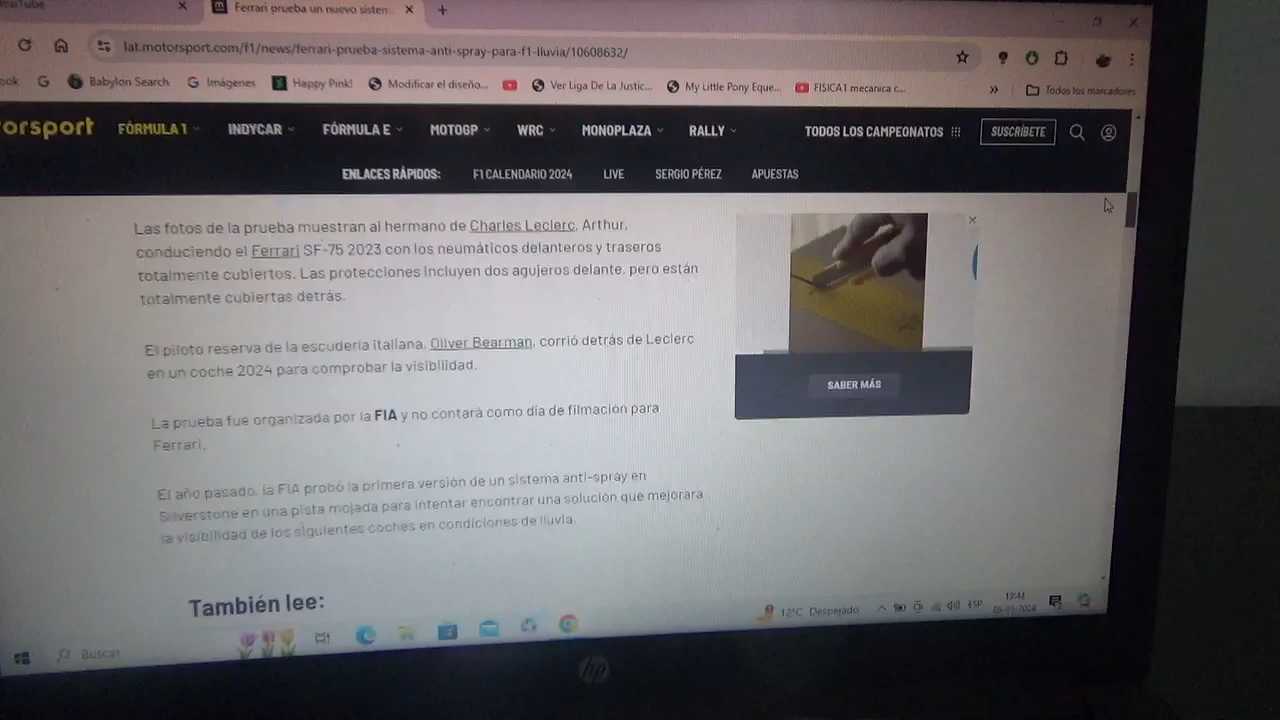 YouTube
Ferrari prueba un nuevo sistem
lat.motorsport.com/f1/news/ferrari-prueba-sistema-anti-spray-para-f1-lluvia/10608632/
ook
G
Babylon Search
G Imágenes
Happy Pink!
Modificar el diseño...
Ver Liga De La Justic...
My Little Pony Eque...
FISICA1 mecanica c...
»
Todos los marcadores
orsport
FÓRMULA 1
INDYCAR
FÓRMULA E
MOTOGP
WRC
MONOPLAZA
RALLY
TODOS LOS CAMPEONATOS
SUSCRÍBETE
ENLACES RÁPIDOS:
F1 CALENDARIO 2024
LIVE
SERGIO PÉREZ
APUESTAS
Las fotos de la prueba muestran al hermano de Charles Leclerc, Arthur,
conduciendo el Ferrari SF-75 2023 con los neumáticos delanteros y traseros
totalmente cubiertos. Las protecciones incluyen dos agujeros delante, pero están
totalmente cubiertas detrás.
El piloto reserva de la escudería italiana, Oliver Bearman, corrió detrás de Leclerc
en un coche 2024 para comprobar la visibilidad.
La prueba fue organizada por la FIA y no contará como día de filmación para
Ferrari.
El año pasado, la FIA probó la primera versión de un sistema anti-spray en
Silverstone en una pista mojada para intentar encontrar una solución que mejorara
la visibilidad de los siguientes coches en condiciones de lluvia.
SABER MÁS
También lee:
Buscar
12°C Despejado
ESP
19:44
09-05-2024
hp